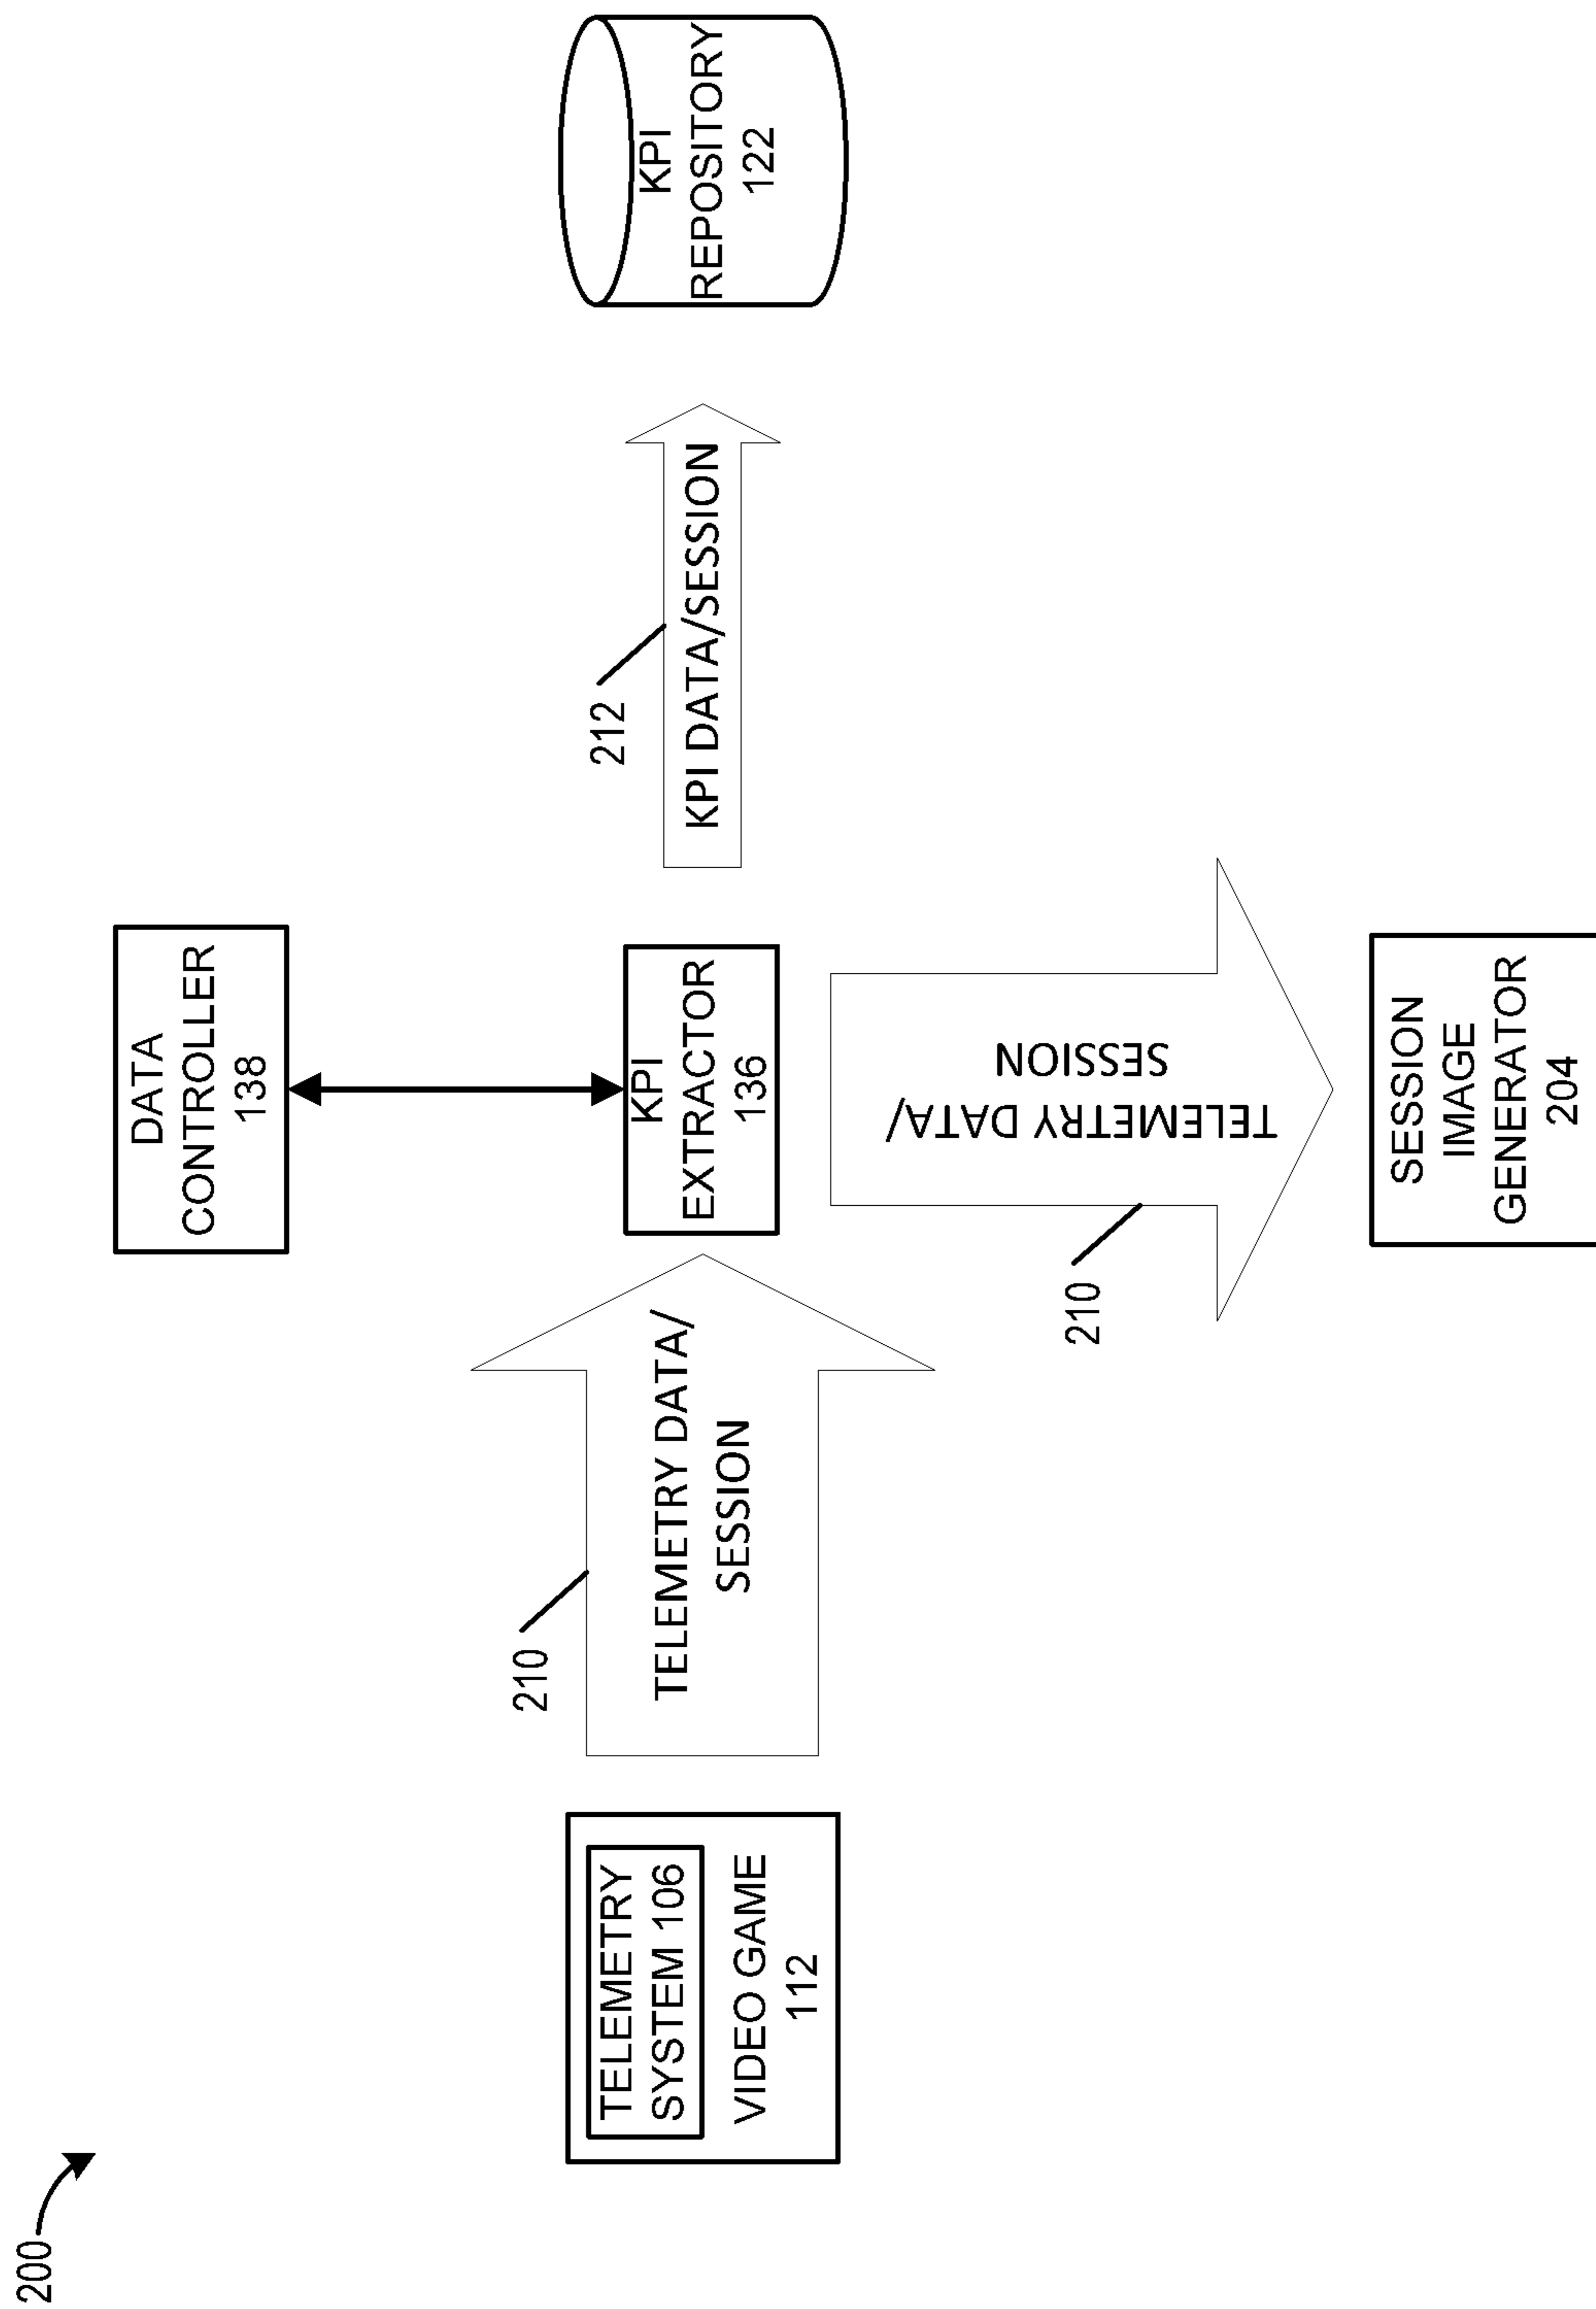 200
TELEMETRY
SYSTEM 106
VIDEO GAME
112
210
TELEMETRY DATA/
SESSION
DATA
CONTROLLER
138
KPI
EXTRACTOR
136
210
TELEMETRY DATA/
SESSION
SESSION
IMAGE
GENERATOR
204
212
KPI DATA/SESSION
KPI
REPOSITORY
122